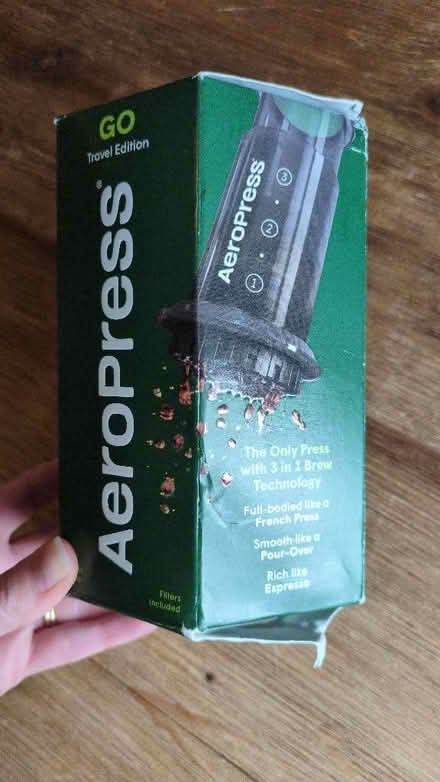 GO
Travel Edition
AeroPress®
Filters
included
AeroPress
3
2
1
The Only Press
with 3 in 1 Brew
Technology
Full-bodied like a
French Press
Smooth like a
Pour-Over
Rich like
Espresso